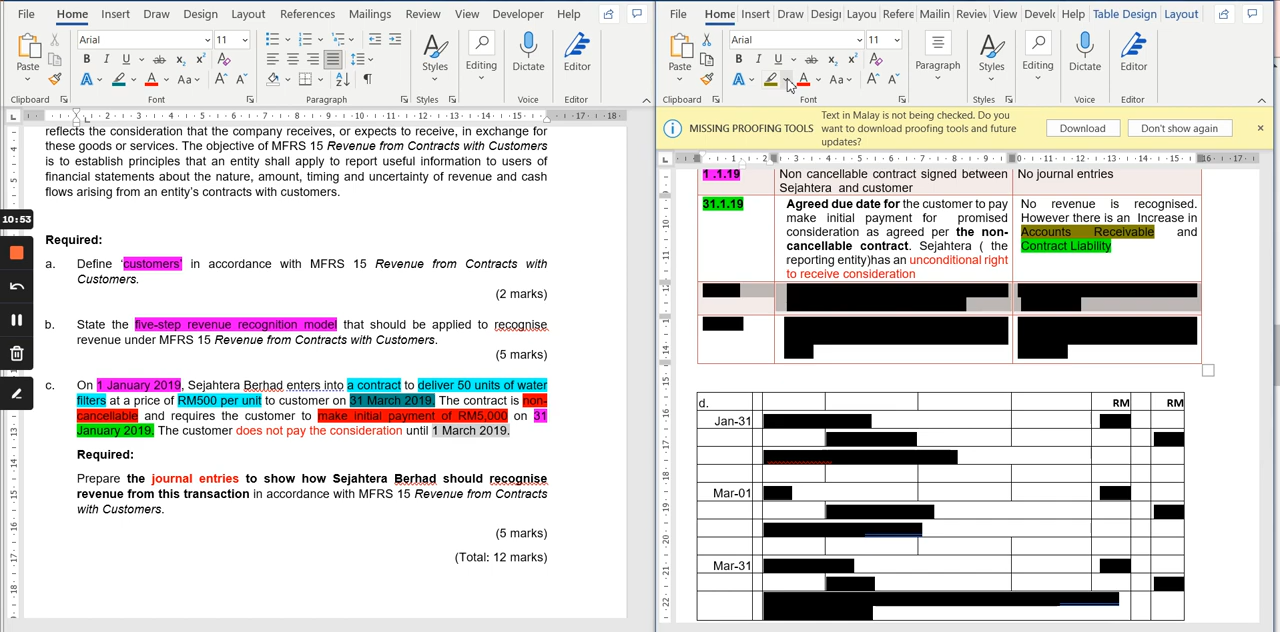 File Home Insert Draw Design Layout References Mailings Review View Developer Help
Arial 11
Paste
B I U ab x₂ x²
A A Aa A A
Styles
Editing
Dictate
Editor
Clipboard Font Paragraph Styles Voice Editor
reflects the consideration that the company receives, or expects to receive, in exchange for
these goods or services. The objective of MFRS 15 Revenue from Contracts with Customers
is to establish principles that an entity shall apply to report useful information to users of
financial statements about the nature, amount, timing and uncertainty of revenue and cash
flows arising from an entity's contracts with customers.
10:53
Required:
a. Define 'customers' in accordance with MFRS 15 Revenue from Contracts with
Customers.
(2 marks)
b. State the five-step revenue recognition model that should be applied to recognise
revenue under MFRS 15 Revenue from Contracts with Customers.
(5 marks)
c. On 1 January 2019, Sejahtera Berhad enters into a contract to deliver 50 units of water
filters at a price of RM500 per unit to customer on 31 March 2019. The contract is non-
cancellable and requires the customer to make initial payment of RM5,000 on 31
January 2019. The customer does not pay the consideration until 1 March 2019.
Required:
Prepare the journal entries to show how Sejahtera Berhad should recognise
revenue from this transaction in accordance with MFRS 15 Revenue from Contracts
with Customers.
(5 marks)
(Total: 12 marks)
File Home Insert Draw Desig Layou Refere Mailin Reviev View Develo Help Table Design Layout
Arial 11
Paste
B I U ab x₂ x²
A A Aa A A
Paragraph
Styles
Editing
Dictate
Editor
Clipboard Font Styles Voice Editor
MISSING PROOFING TOOLS
Text in Malay is not being checked. Do you
want to download proofing tools and future
updates?
Download
Don't show again
1 .1.19 Non cancellable contract signed between No journal entries
Sejahtera and customer
31.1.19 Agreed due date for the customer to pay No revenue is recognised.
make initial payment for promised However there is an Increase in
consideration as agreed per the non- Accounts Receivable and
cancellable contract. Sejahtera ( the Contract Liability
reporting entity)has an unconditional right
to receive consideration
d. RM RM
Jan-31
Mar-01
Mar-31